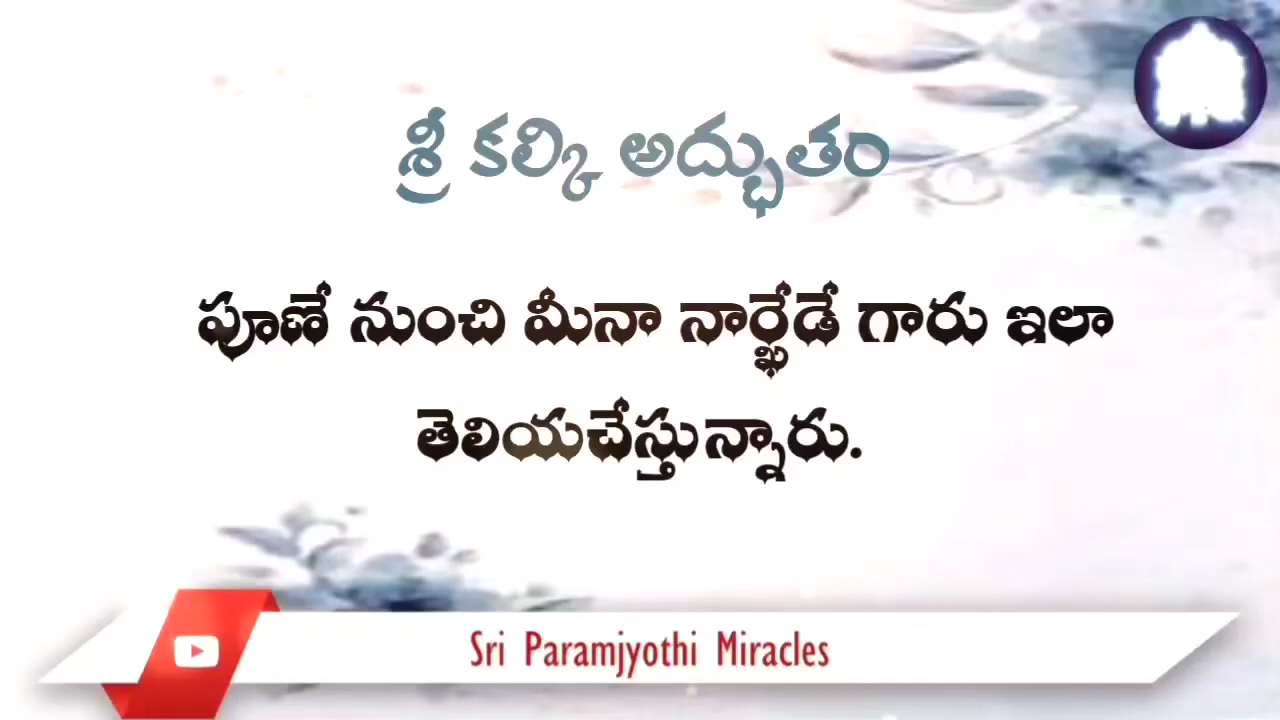 శ్రీ కల్కి అద్భుతం
పూణే నుంచి మీనా నార్ఖేడే గారు ఇలా
తెలియచేస్తున్నారు.
Sri Paramjyothi Miracles